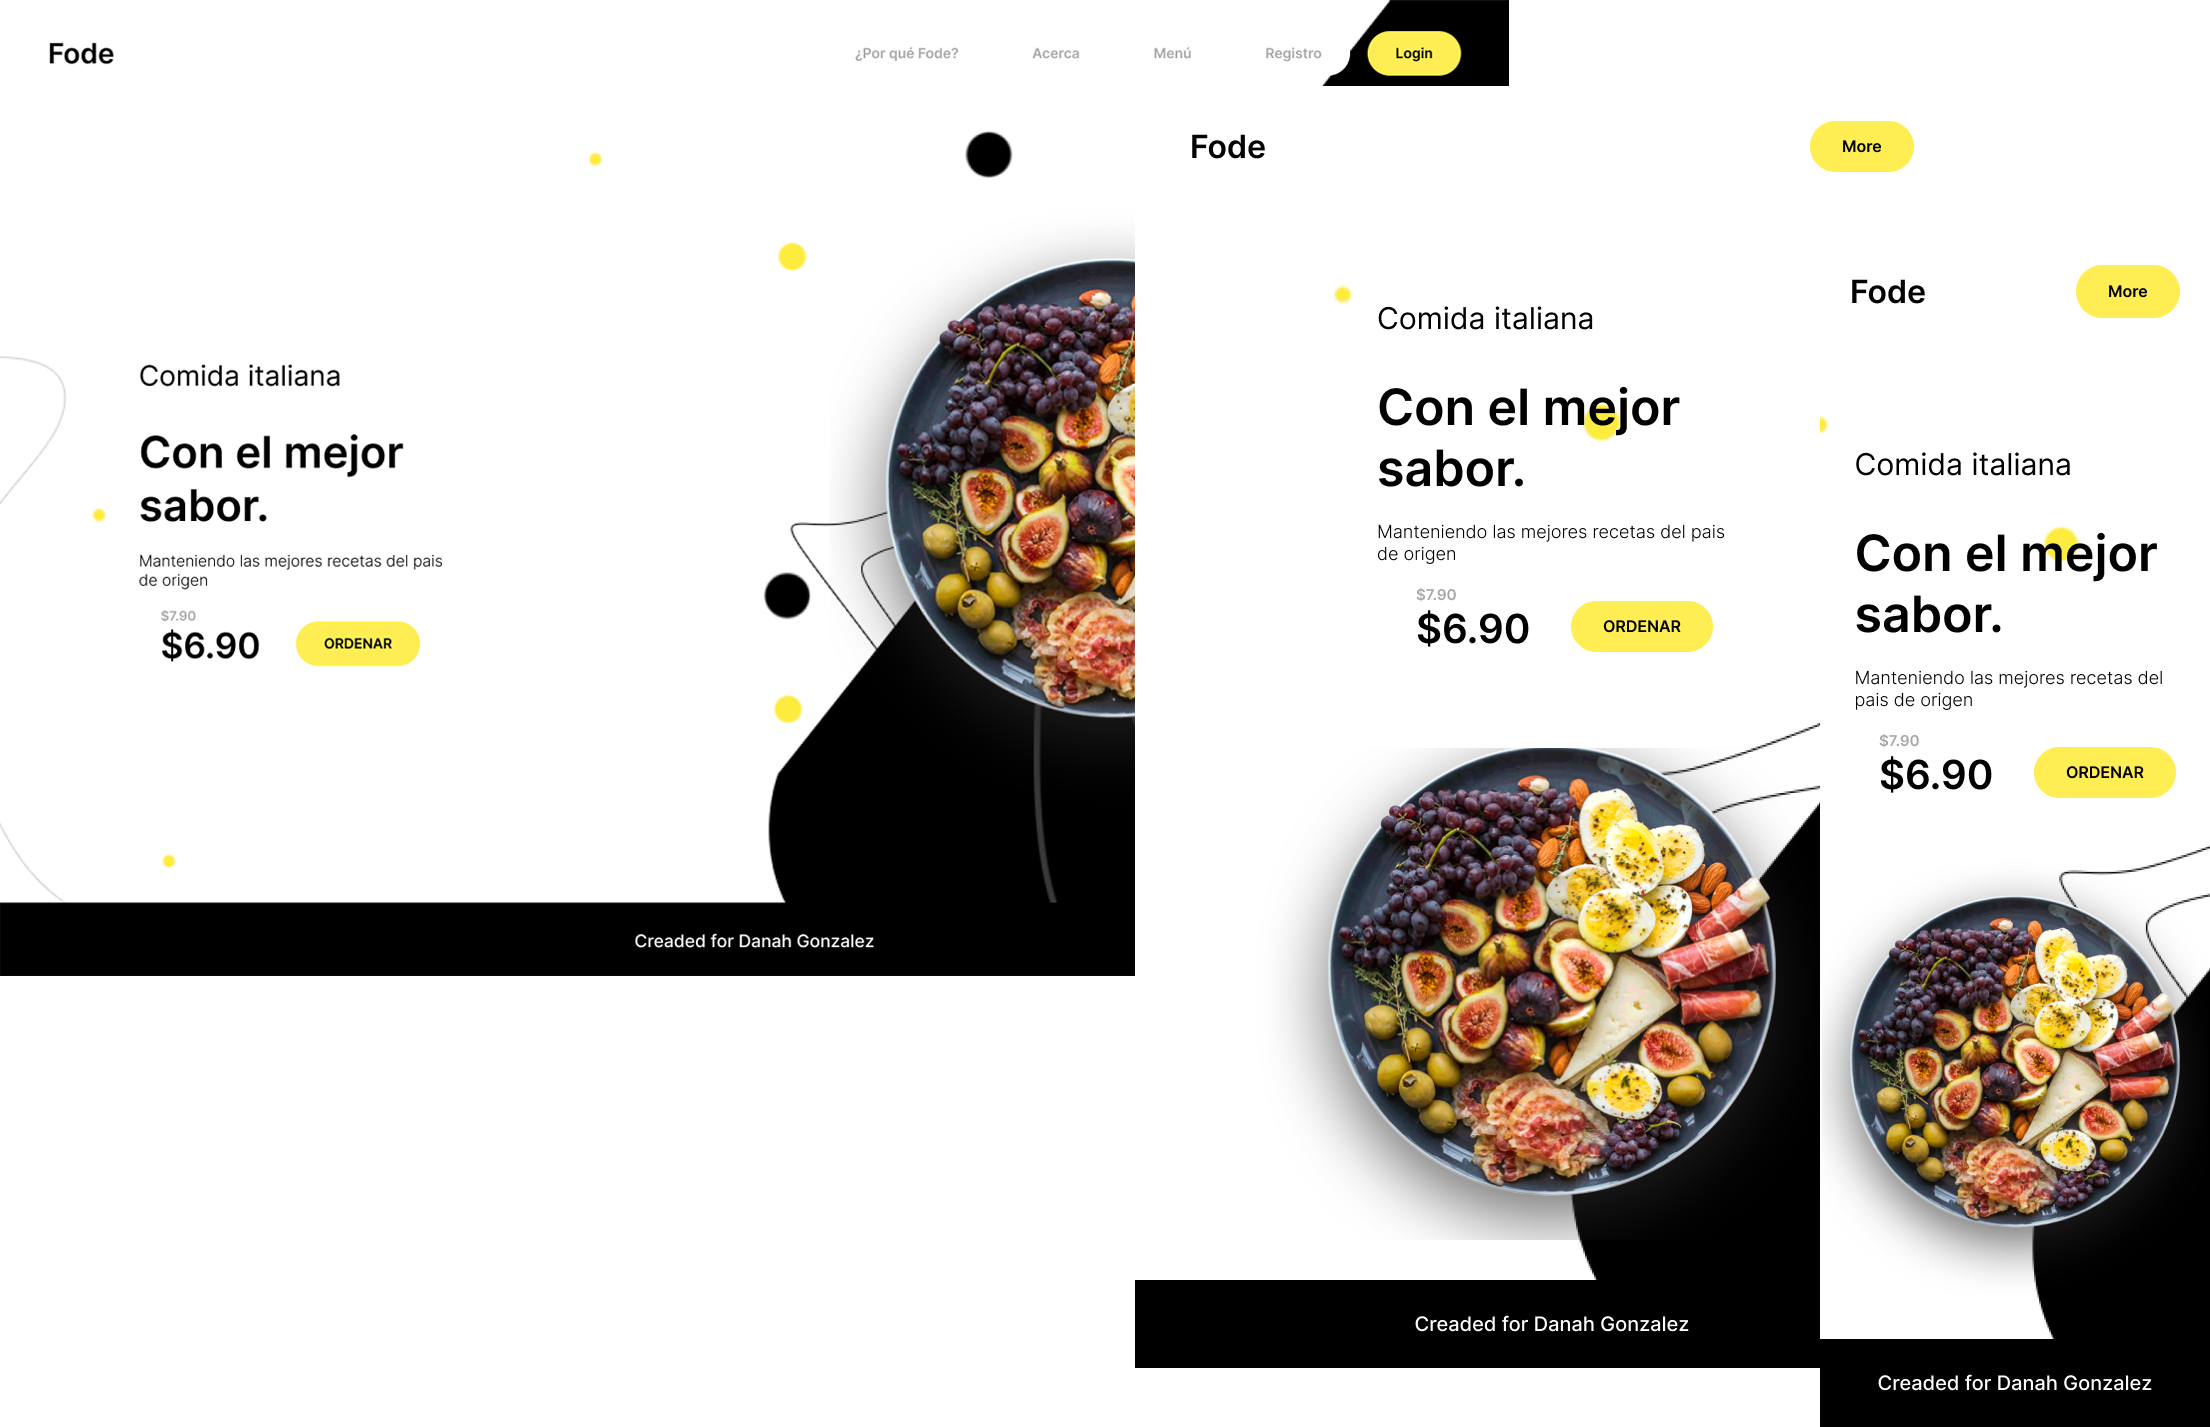 Fode
¿Por qué Fode?
Acerca
Menú
Registro
Login
Comida italiana
Con el mejor
sabor.
Manteniendo las mejores recetas del pais
de origen
$7.90
$6.90
ORDENAR
Creaded for Danah Gonzalez
Fode
More
Comida italiana
Con el mejor
sabor.
Manteniendo las mejores recetas del pais
de origen
$7.90
$6.90
ORDENAR
Creaded for Danah Gonzalez
Fode
More
Comida italiana
Con el mejor
sabor.
Manteniendo las mejores recetas del
pais de origen
$7.90
$6.90
ORDENAR
Creaded for Danah Gonzalez